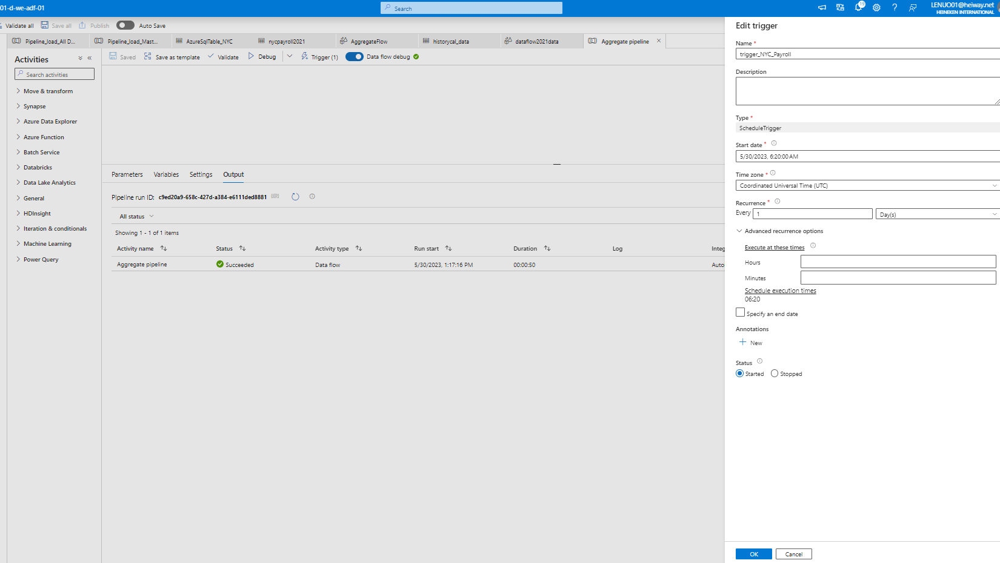 01-d-we-adf-01
Search
19
LENUO01@heiway.net
HEINEKEN INTERNATIONAL
Validate all
Save all
Publish
Auto Save
Pipeline_load_All D...
Pipeline_load_Mast...
AzureSqlTable_NYC
nycpayroll2021
AggregateFlow
historycal_data
dataflow2021data
Aggregate pipeline
Activities
Search activities
Move & transform
Synapse
Azure Data Explorer
Azure Function
Batch Service
Databricks
Data Lake Analytics
General
HDInsight
Iteration & conditionals
Machine Learning
Power Query
Saved
Save as template
Validate
Debug
Trigger (1)
Data flow debug
Parameters
Variables
Settings
Output
Pipeline run ID: c9ed20a9-658c-427d-a384-e6111ded8881
All status
Showing 1 - 1 of 1 items
Activity name
Status
Activity type
Run start
Duration
Log
Integ
Aggregate pipeline
Succeeded
Data flow
5/30/2023, 1:17:16 PM
00:00:50
Auto
Edit trigger
Name *
trigger_NYC_Payroll
Description
Type *
ScheduleTrigger
Start date *
5/30/2023, 6:20:00 AM
Time zone *
Coordinated Universal Time (UTC)
Recurrence *
Every 1 Day(s)
Advanced recurrence options
Execute at these times
Hours
Minutes
Schedule execution times
06:20
Specify an end date
Annotations
New
Status
Started
Stopped
OK
Cancel